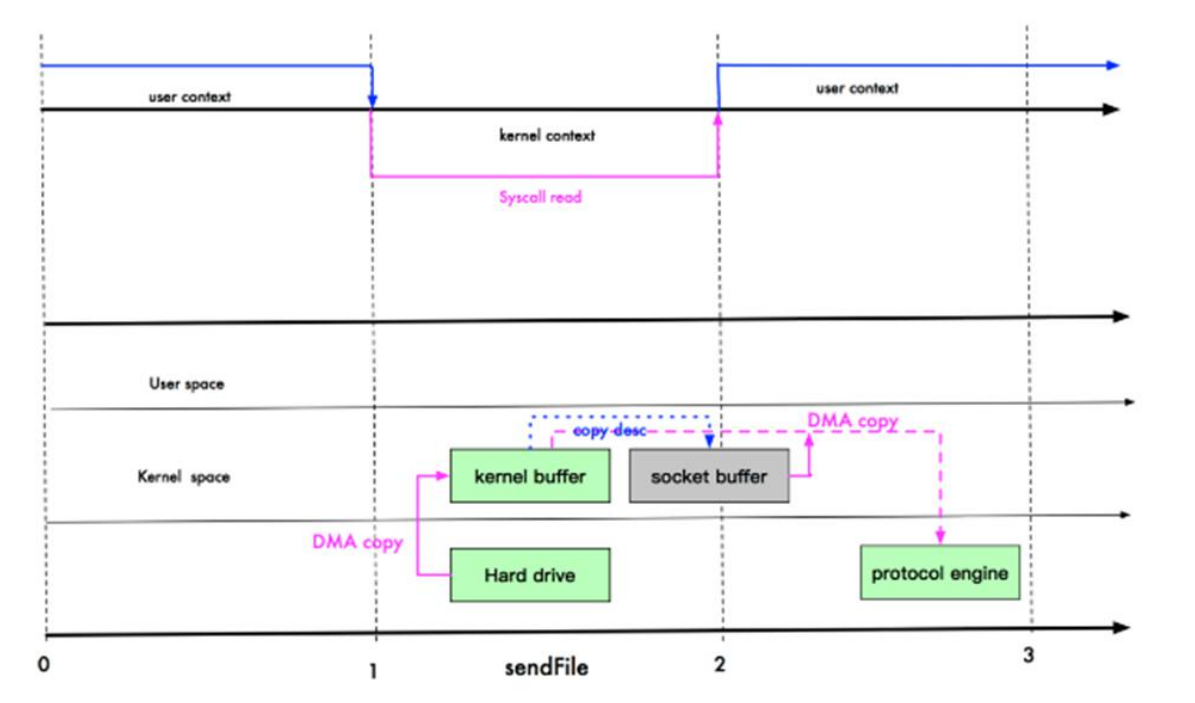 user context
user context
kernel context
Syscall read
User space
DMA copy
copy desc
Kernel space
kernel buffer
socket buffer
DMA copy
Hard drive
protocol engine
0
1
sendFile
2
3